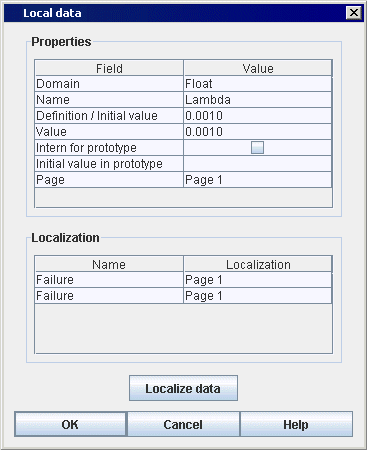 Local data
Properties
Field Value
Domain Float
Name Lambda
Definition / Initial value 0.0010
Value 0.0010
Intern for prototype
Initial value in prototype
Page Page 1
Localization
Name Localization
Failure Page 1
Failure Page 1
Localize data
OK Cancel Help